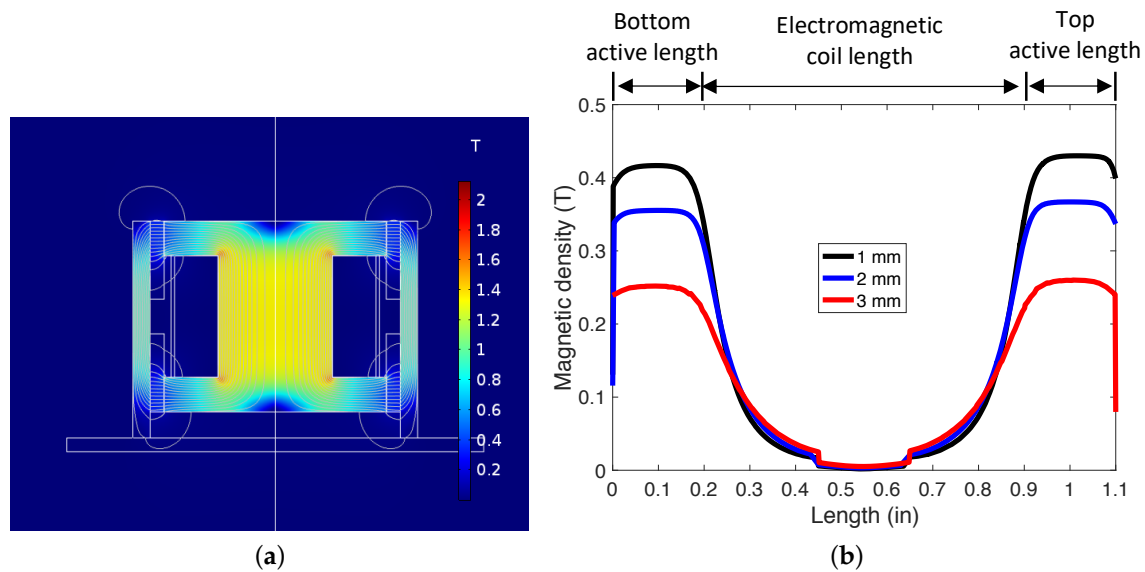 Bottom
active length
Electromagnetic
coil length
Top
active length
T
2
1.8
1.6
1.4
1.2
1
0.8
0.6
0.4
0.2
Magnetic density (T)
0.5
0.4
0.3
0.2
0.1
0
1 mm
2 mm
3 mm
0 0.1 0.2 0.3 0.4 0.5 0.6 0.7 0.8 0.9 1 1.1
Length (in)
(a)
(b)